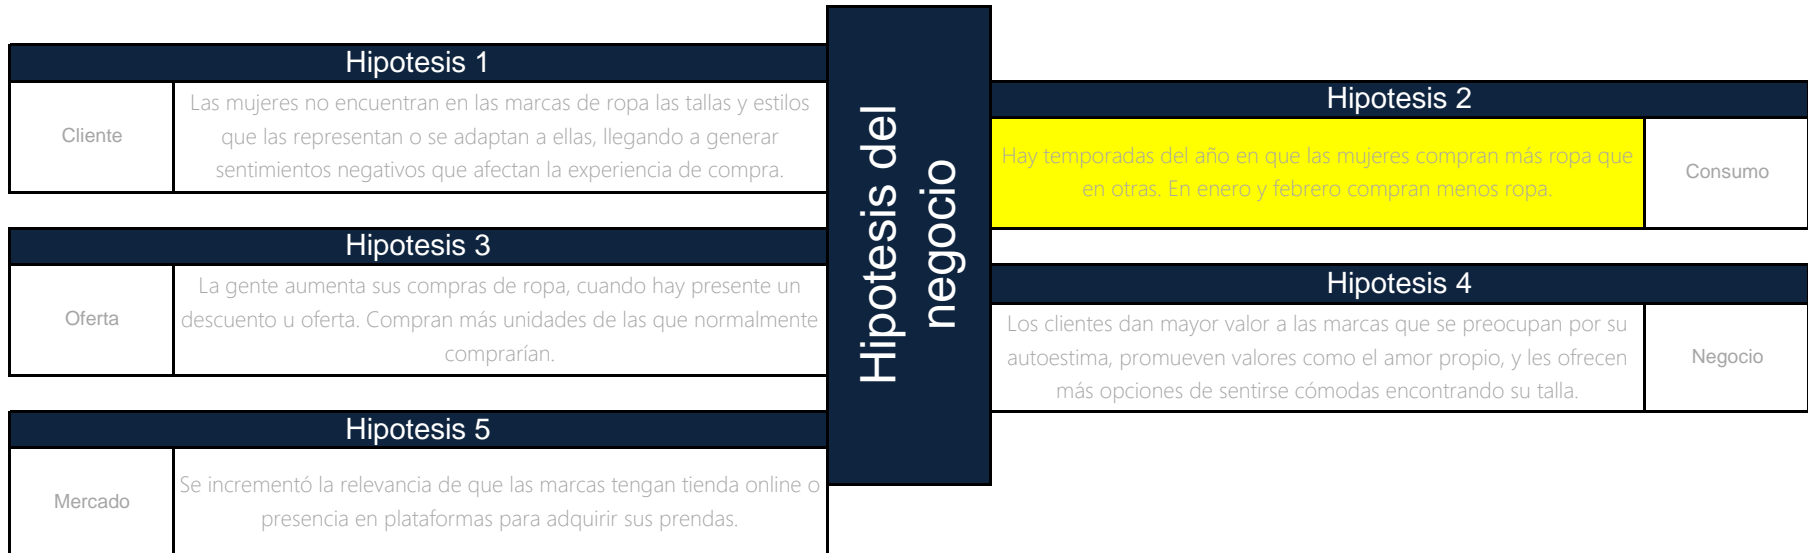 Hipotesis 1
Cliente
Las mujeres no encuentran en las marcas de ropa las tallas y estilos
que las representan o se adaptan a ellas, llegando a generar
sentimientos negativos que afectan la experiencia de compra.
Hipotesis del
negocio
Hipotesis 2
Hay temporadas del año en que las mujeres compran más ropa que
en otras. En enero y febrero compran menos ropa.
Consumo
Hipotesis 3
Oferta
La gente aumenta sus compras de ropa, cuando hay presente un
descuento u oferta. Compran más unidades de las que normalmente
comprarían.
Hipotesis 4
Los clientes dan mayor valor a las marcas que se preocupan por su
autoestima, promueven valores como el amor propio, y les ofrecen
más opciones de sentirse cómodas encontrando su talla.
Negocio
Hipotesis 5
Mercado
Se incrementó la relevancia de que las marcas tengan tienda online o
presencia en plataformas para adquirir sus prendas.